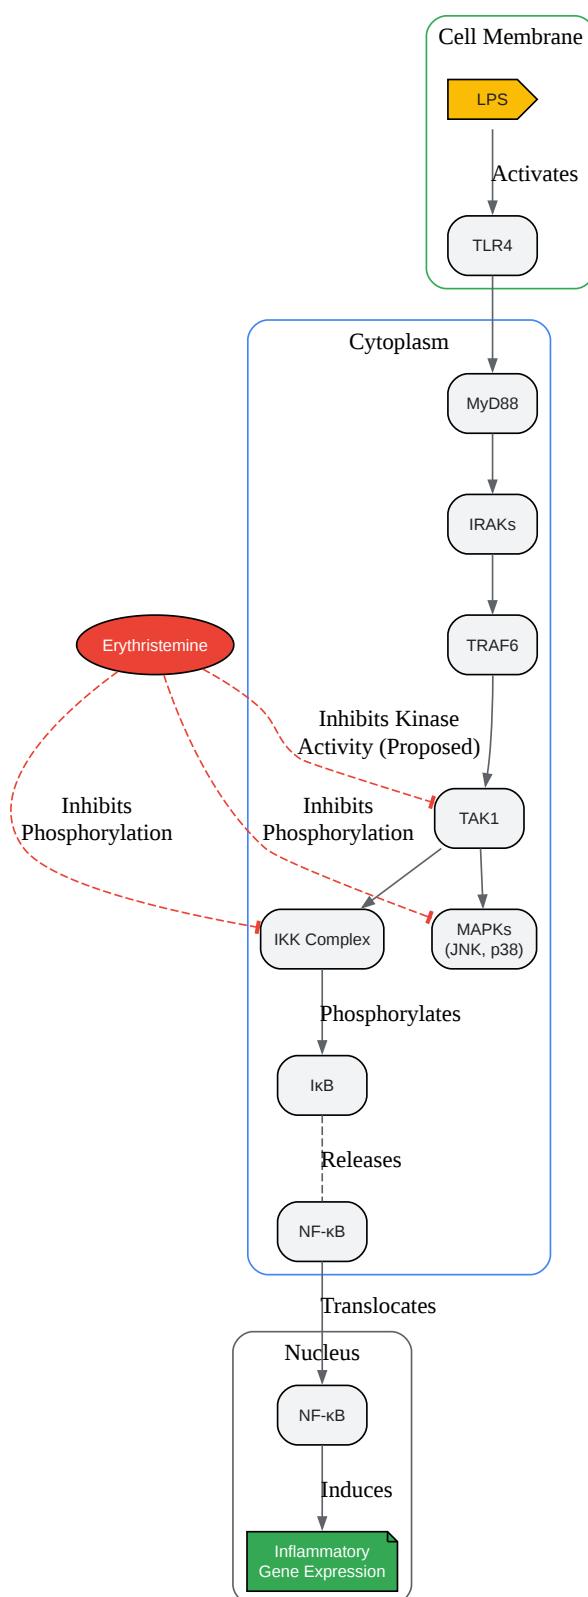 Cell Membrane
LPS
Activates
TLR4
Cytoplasm
MyD88
IRAKs
Erythristemine
TRAF6
Inhibits Kinase
Activity (Proposed)
Inhibits
Phosphorylation
Inhibits
Phosphorylation
TAK1
IKK Complex
MAPKs
(JNK, p38)
Phosphorylates
IκB
Releases
NF-κB
Translocates
Nucleus
NF-κB
Induces
Inflammatory
Gene Expression